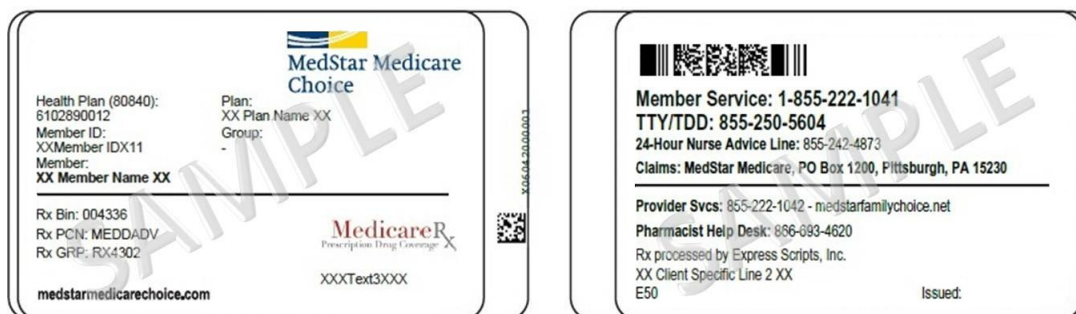 MedStar Medicare
Choice
Health Plan (80840):
6102890012
Plan:
XX Plan Name XX
Member ID:
XXMember IDX11
Group:
-
Member:
XX Member Name XX
Rx Bin: 004336
Rx PCN: MEDDADV
Rx GRP: RX4302
MedicareRx
Prescription Drug Coverage
XXXText3XXX
medstarmedicarechoice.com
SAMPLE
Member Service: 1-855-222-1041
TTY/TDD: 855-250-5604
24-Hour Nurse Advice Line: 855-242-4873
Claims: MedStar Medicare, PO Box 1200, Pittsburgh, PA 15230
Provider Svcs: 855-222-1042 - medstarfamilychoice.net
Pharmacist Help Desk: 866-693-4620
Rx processed by Express Scripts, Inc.
XX Client Specific Line 2 XX
E50
Issued:
SAMPLE